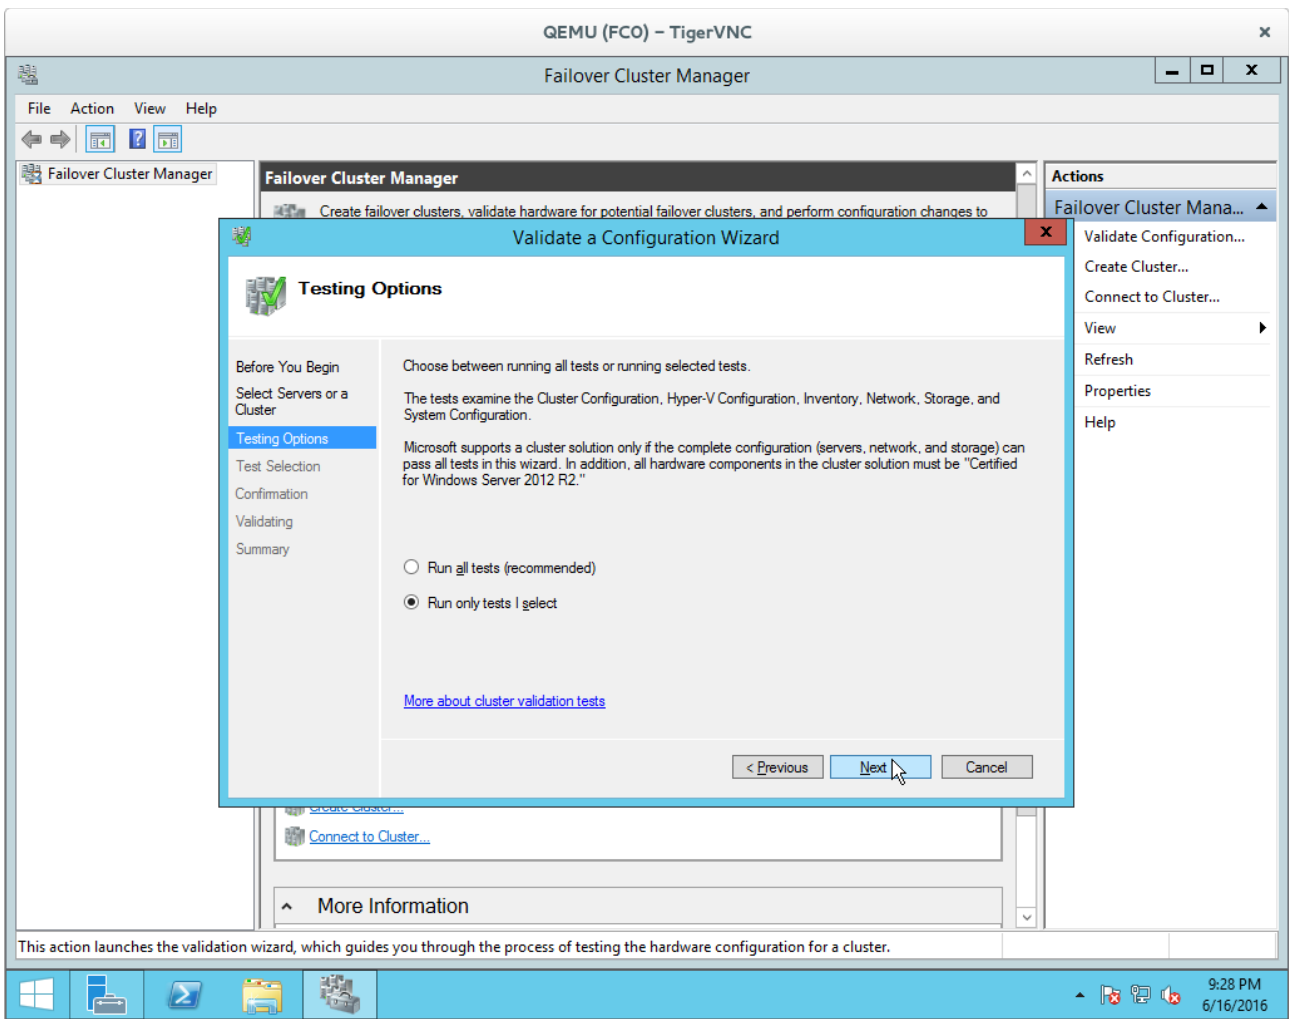 QEMU (FC0) – TigerVNC
Failover Cluster Manager
File Action View Help
Failover Cluster Manager
Failover Cluster Manager
Create failover clusters, validate hardware for potential failover clusters, and perform configuration changes to
Actions
Failover Cluster Mana...
Validate Configuration...
Create Cluster...
Connect to Cluster...
View
Refresh
Properties
Help
Validate a Configuration Wizard
Testing Options
Before You Begin
Select Servers or a
Cluster
Testing Options
Test Selection
Confirmation
Validating
Summary
Choose between running all tests or running selected tests.
The tests examine the Cluster Configuration, Hyper-V Configuration, Inventory, Network, Storage, and
System Configuration.
Microsoft supports a cluster solution only if the complete configuration (servers, network, and storage) can
pass all tests in this wizard. In addition, all hardware components in the cluster solution must be "Certified
for Windows Server 2012 R2."
Run all tests (recommended)
Run only tests I select
More about cluster validation tests
< Previous
Next
Cancel
Create Cluster...
Connect to Cluster...
More Information
This action launches the validation wizard, which guides you through the process of testing the hardware configuration for a cluster.
9:28 PM
6/16/2016